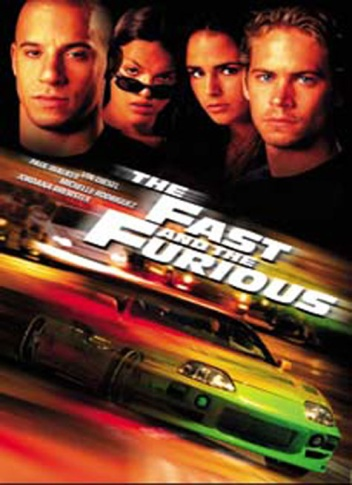 PAUL WALKER VIN DIESEL
MICHELLE RODRIGUEZ
JORDANA BREWSTER
THE
FAST
AND THE
FURIOUS